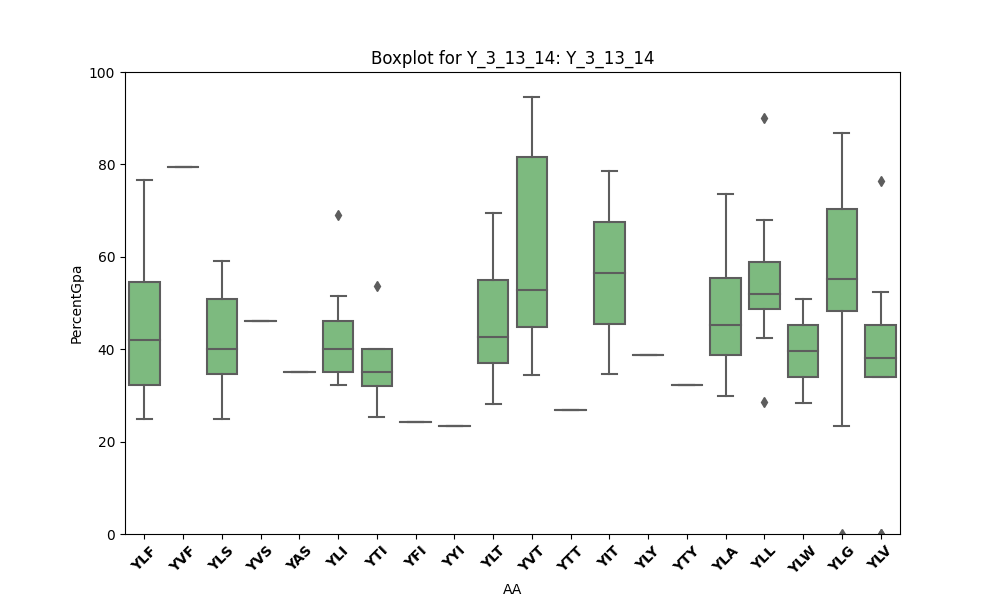 Boxplot for Y_3_13_14: Y_3_13_14
100
80
60
40
20
0
PercentGpa
YLF YVF YLS YVS YAS YLI YTI YFI YYI YLT YVT YTT YIT YLY YTY YLA YLL YLW YLG YLV
AA